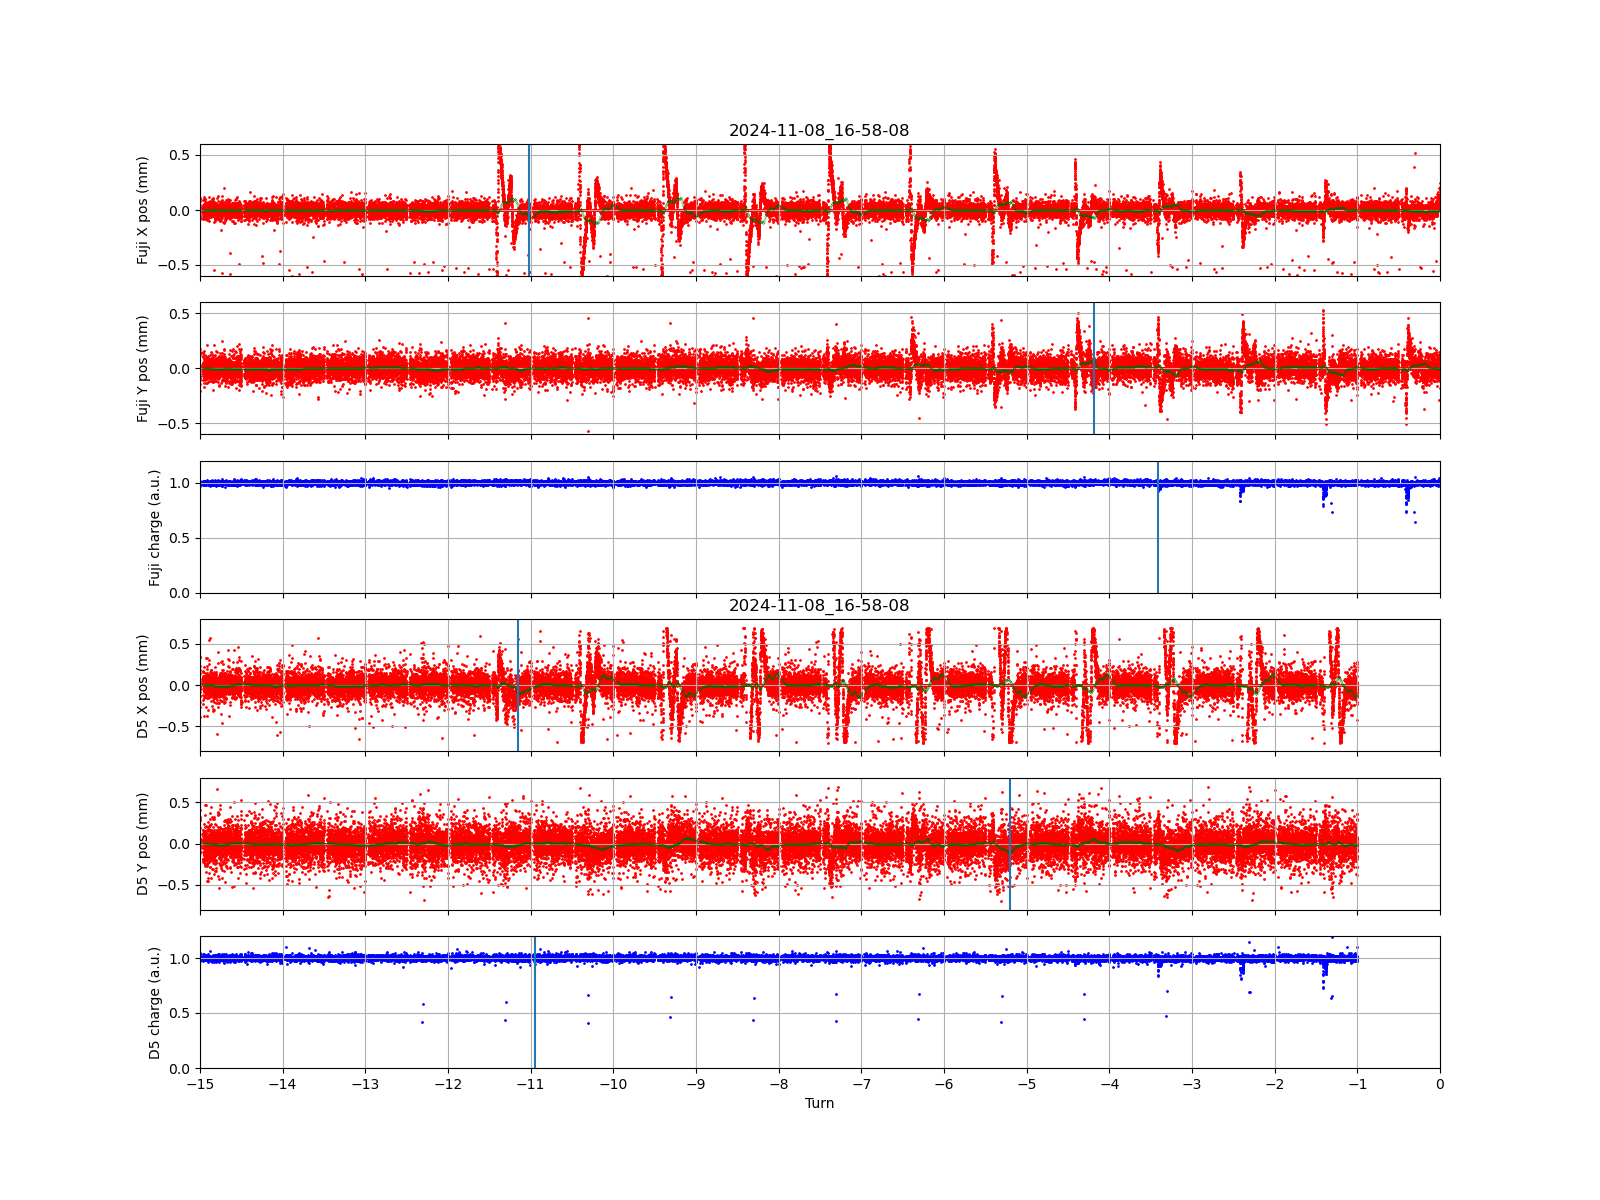 2024-11-08_16-58-08
Fuji X pos (mm)
0.5
0.0
−0.5
Fuji Y pos (mm)
0.5
0.0
−0.5
Fuji charge (a.u.)
1.0
0.5
0.0
2024-11-08_16-58-08
D5 X pos (mm)
0.5
0.0
−0.5
D5 Y pos (mm)
0.5
0.0
−0.5
D5 charge (a.u.)
1.0
0.5
0.0
−15 −14 −13 −12 −11 −10 −9 −8 −7 −6 −5 −4 −3 −2 −1 0
Turn